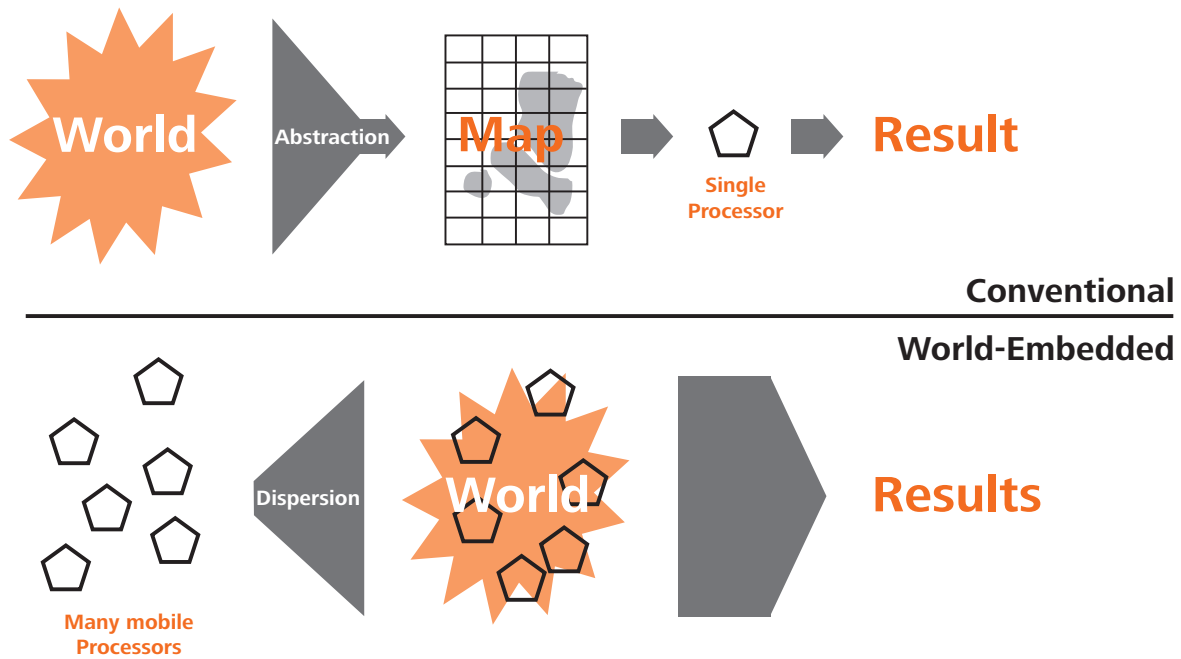 World
Abstraction
Map
Single
Processor
Result
Conventional
World-Embedded
Many mobile
Processors
Dispersion
World
Results